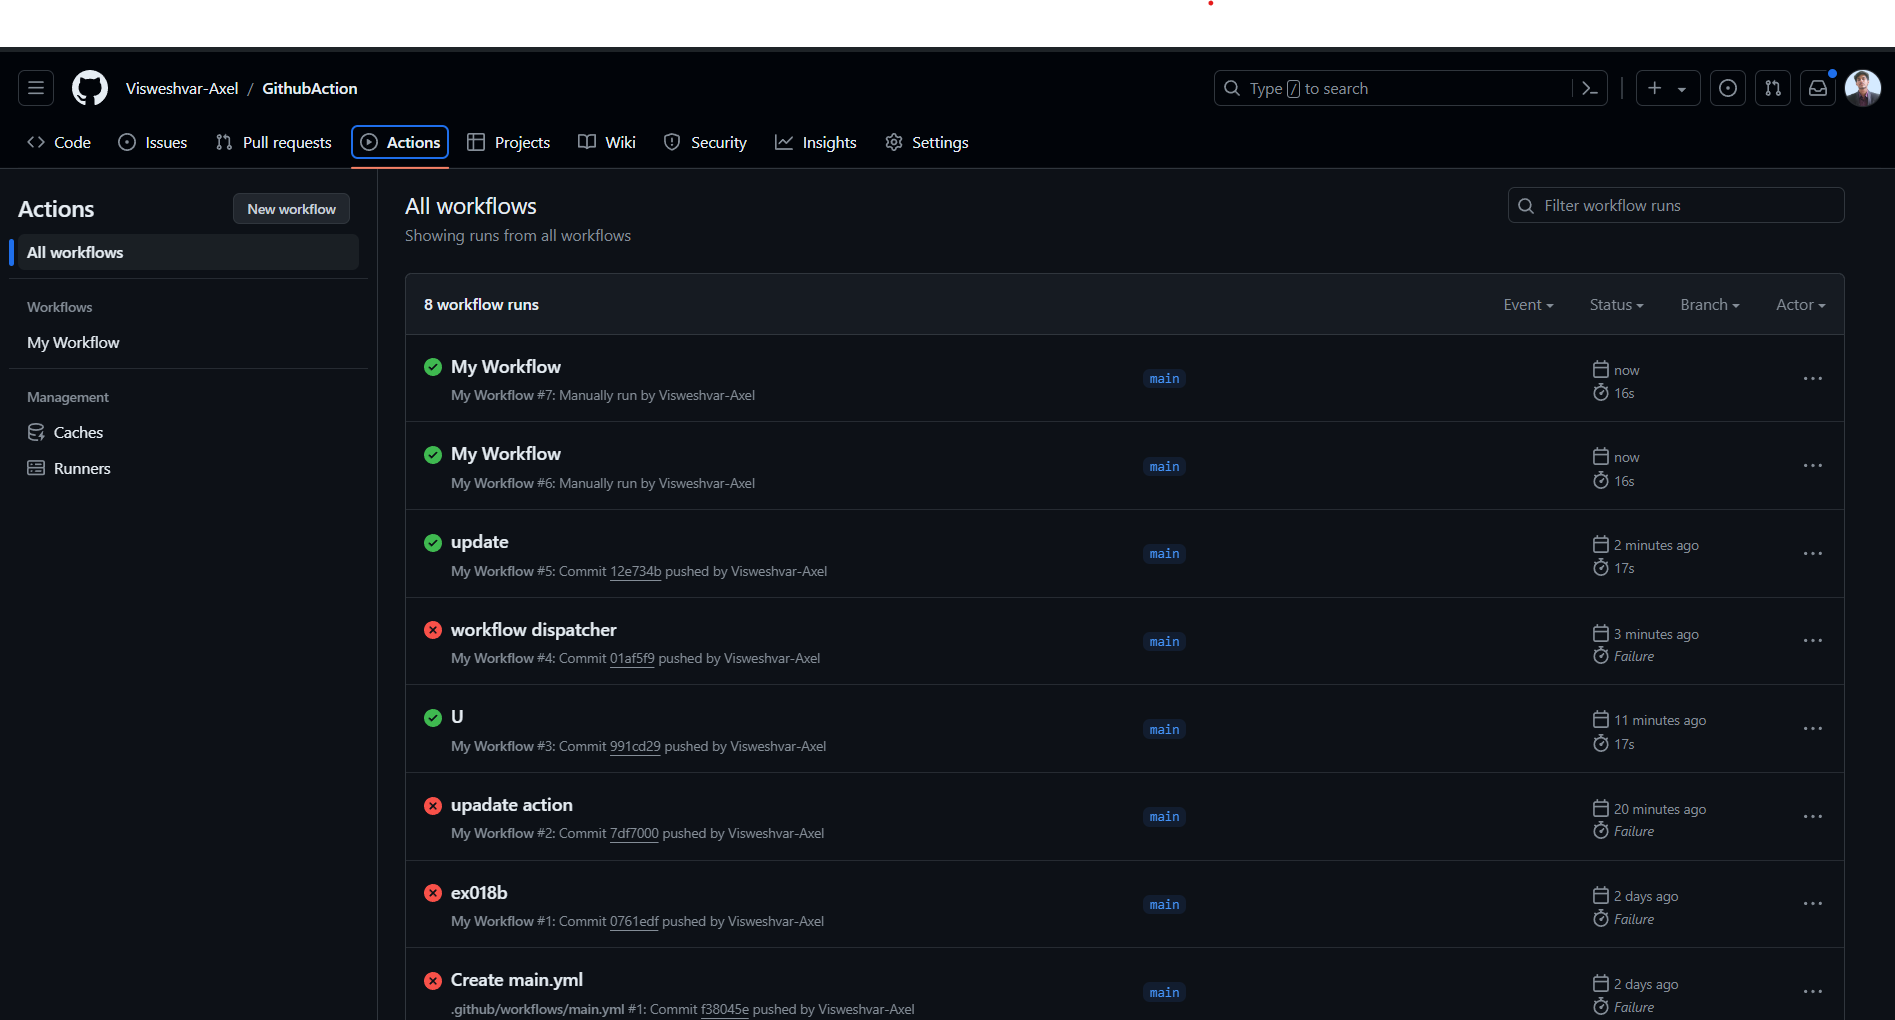 Visweshvar-Axel / GithubAction
Type / to search
Code Issues Pull requests Actions Projects Wiki Security Insights Settings
Actions
New workflow
All workflows
Workflows
My Workflow
Management
Caches
Runners
All workflows
Showing runs from all workflows
Filter workflow runs
8 workflow runs
Event Status Branch Actor
My Workflow
My Workflow #7: Manually run by Visweshvar-Axel
main
now
16s
My Workflow
My Workflow #6: Manually run by Visweshvar-Axel
main
now
16s
update
My Workflow #5: Commit 12e734b pushed by Visweshvar-Axel
main
2 minutes ago
17s
workflow dispatcher
My Workflow #4: Commit 01af5f9 pushed by Visweshvar-Axel
main
3 minutes ago
Failure
U
My Workflow #3: Commit 991cd29 pushed by Visweshvar-Axel
main
11 minutes ago
17s
upadate action
My Workflow #2: Commit 7df7000 pushed by Visweshvar-Axel
main
20 minutes ago
Failure
ex018b
My Workflow #1: Commit 0761edf pushed by Visweshvar-Axel
main
2 days ago
Failure
Create main.yml
.github/workflows/main.yml #1: Commit f38045e pushed by Visweshvar-Axel
main
2 days ago
Failure